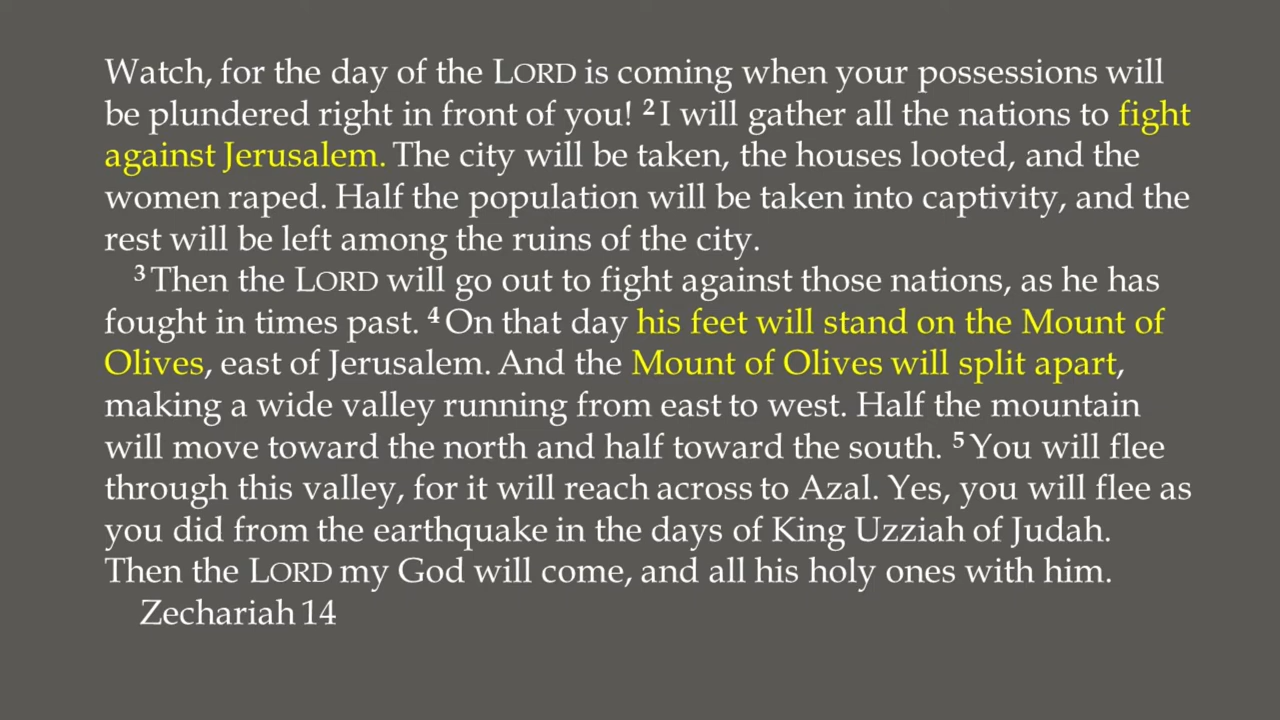 Watch, for the day of the LORD is coming when your possessions will
be plundered right in front of you! ²I will gather all the nations to fight
against Jerusalem. The city will be taken, the houses looted, and the
women raped. Half the population will be taken into captivity, and the
rest will be left among the ruins of the city.
³Then the LORD will go out to fight against those nations, as he has
fought in times past. ⁴On that day his feet will stand on the Mount of
Olives, east of Jerusalem. And the Mount of Olives will split apart,
making a wide valley running from east to west. Half the mountain
will move toward the north and half toward the south. ⁵You will flee
through this valley, for it will reach across to Azal. Yes, you will flee as
you did from the earthquake in the days of King Uzziah of Judah.
Then the LORD my God will come, and all his holy ones with him.
Zechariah 14